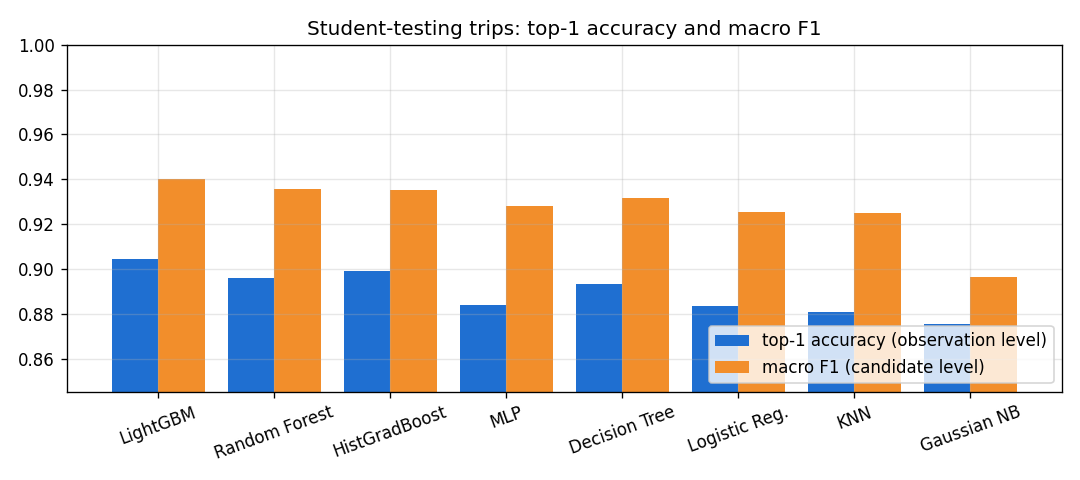 Student-testing trips: top-1 accuracy and macro F1
1.00
0.98
0.96
0.94
0.92
0.90
0.88
0.86
top-1 accuracy (observation level)
macro F1 (candidate level)
LightGBM
Random Forest
HistGradBoost
MLP
Decision Tree
Logistic Reg.
KNN
Gaussian NB